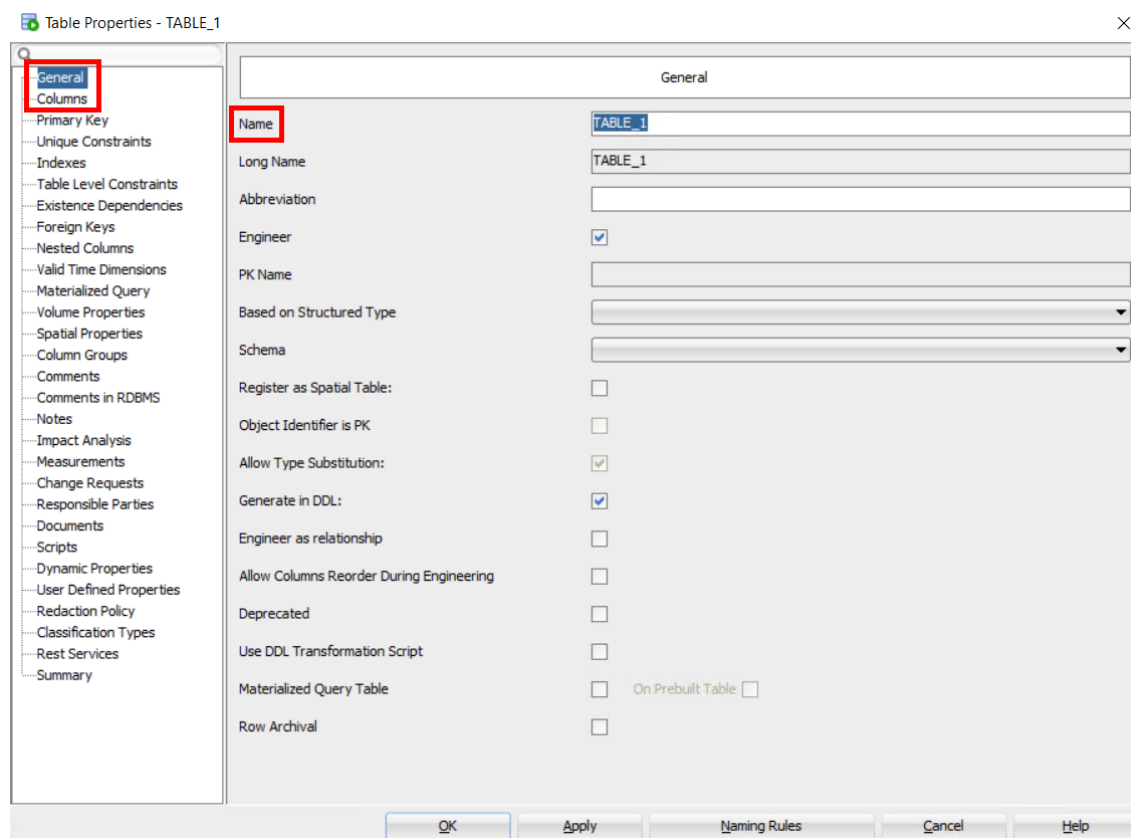 Table Properties - TABLE_1
General
Columns
Primary Key
Unique Constraints
Indexes
Table Level Constraints
Existence Dependencies
Foreign Keys
Nested Columns
Valid Time Dimensions
Materialized Query
Volume Properties
Spatial Properties
Column Groups
Comments
Comments in RDBMS
Notes
Impact Analysis
Measurements
Change Requests
Responsible Parties
Documents
Scripts
Dynamic Properties
User Defined Properties
Redaction Policy
Classification Types
Rest Services
Summary
General
Name TABLE_1
Long Name TABLE_1
Abbreviation
Engineer
PK Name
Based on Structured Type
Schema
Register as Spatial Table:
Object Identifier is PK
Allow Type Substitution:
Generate in DDL:
Engineer as relationship
Allow Columns Reorder During Engineering
Deprecated
Use DDL Transformation Script
Materialized Query Table On Prebuilt Table
Row Archival
OK Apply Naming Rules Cancel Help